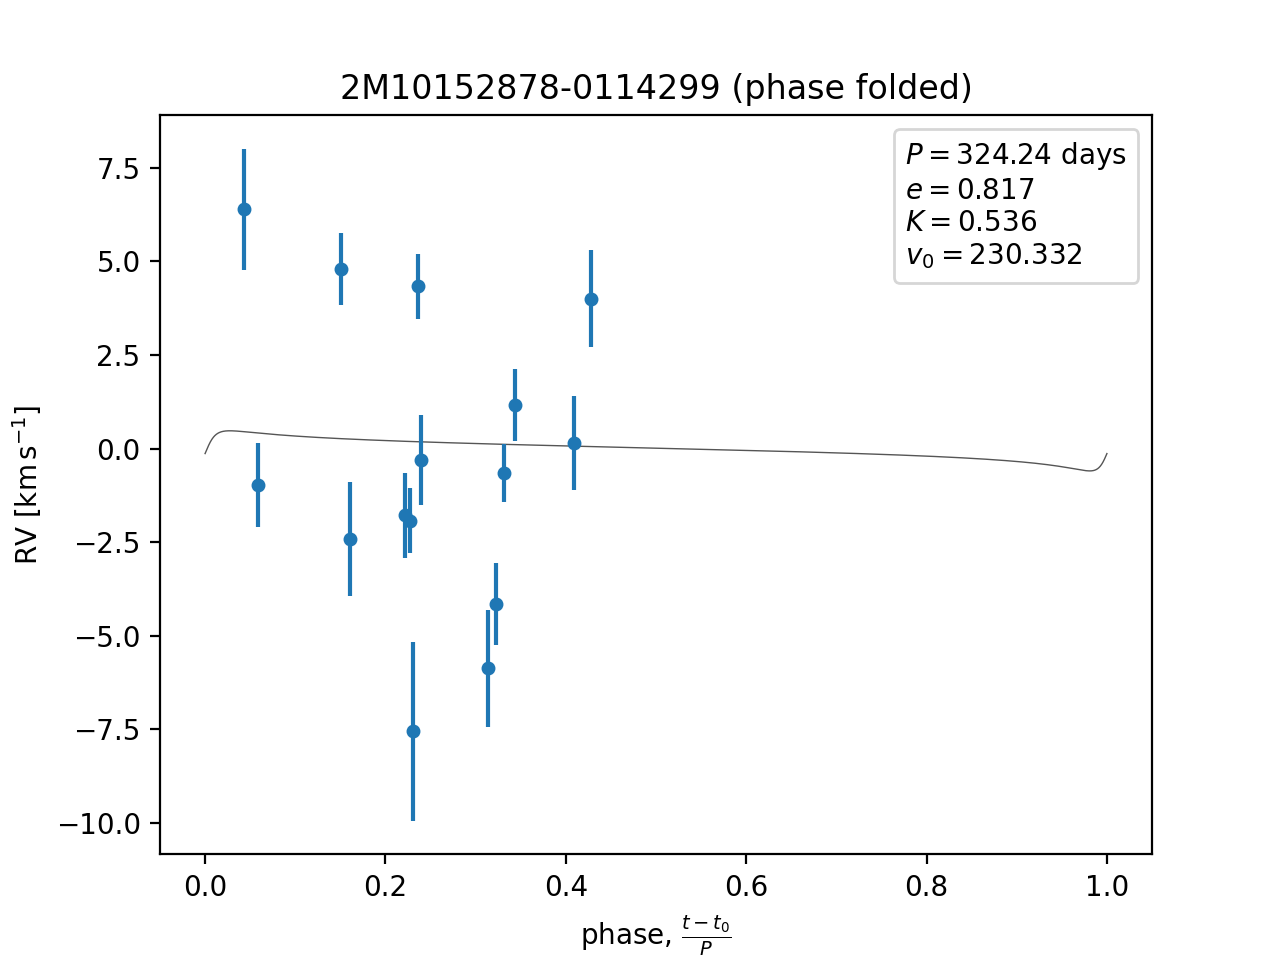 2M10152878-0114299 (phase folded)
P = 324.24 days
e = 0.817
K = 0.536
v₀ = 230.332
7.5
5.0
2.5
0.0
−2.5
−5.0
−7.5
−10.0
RV [km s⁻¹]
0.0 0.2 0.4 0.6 0.8 1.0
phase, (t − t₀)/P